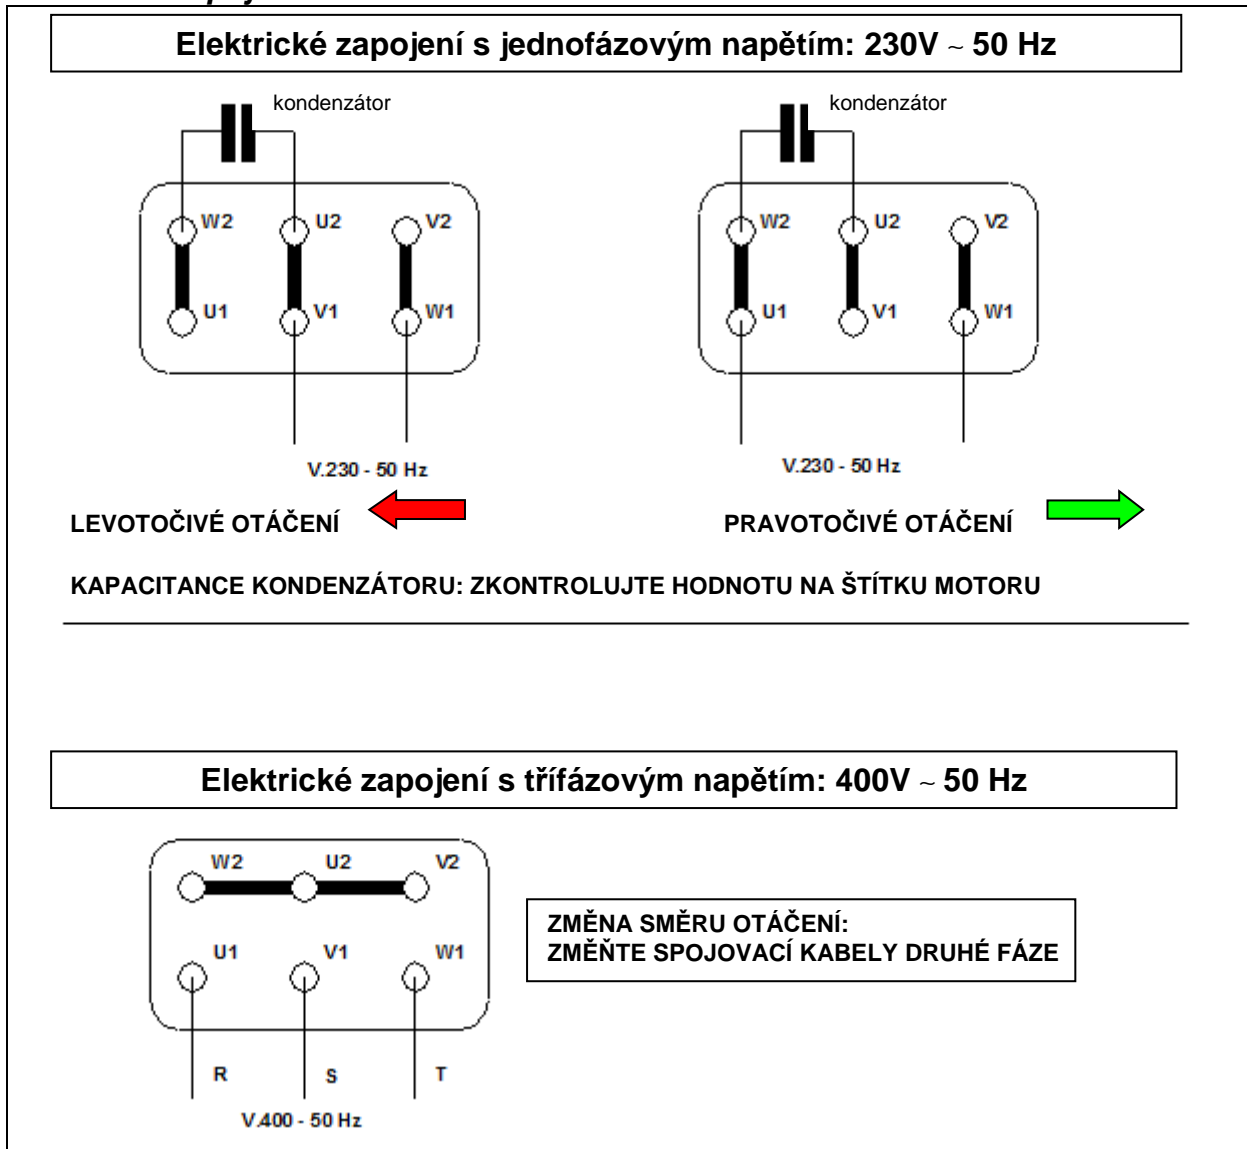 Elektrické zapojení s jednofázovým napětím: 230V ~ 50 Hz
kondenzátor
W2 U2 V2
U1 V1 W1
V.230 - 50 Hz
LEVOTOČIVÉ OTÁČENÍ
kondenzátor
W2 U2 V2
U1 V1 W1
V.230 - 50 Hz
PRAVOTOČIVÉ OTÁČENÍ
KAPACITANCE KONDENZÁTORU: ZKONTROLUJTE HODNOTU NA ŠTÍTKU MOTORU
Elektrické zapojení s třífázovým napětím: 400V ~ 50 Hz
W2 U2 V2
U1 V1 W1
R S T
V.400 - 50 Hz
ZMĚNA SMĚRU OTÁČENÍ:
ZMĚŇTE SPOJOVACÍ KABELY DRUHÉ FÁZE